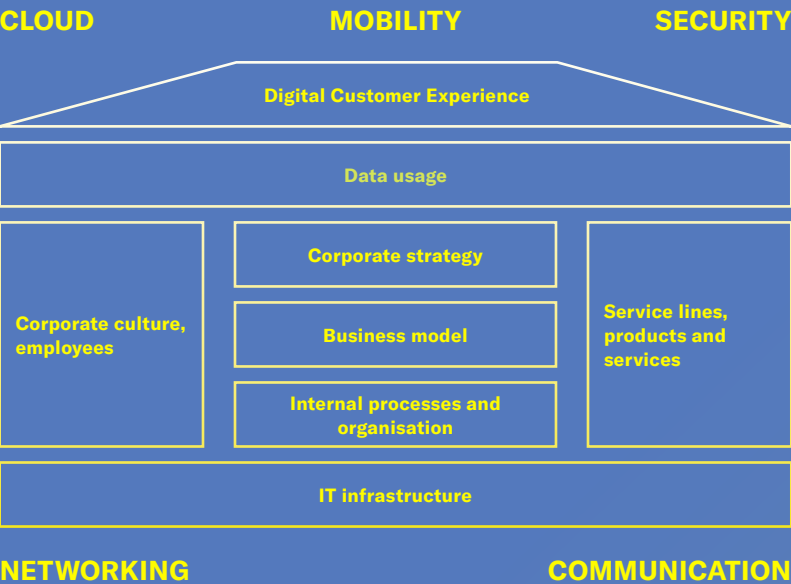 CLOUD
MOBILITY
SECURITY
Digital Customer Experience
Data usage
Corporate culture,
employees
Corporate strategy
Business model
Internal processes and
organisation
Service lines,
products and
services
IT infrastructure
NETWORKING
COMMUNICATION